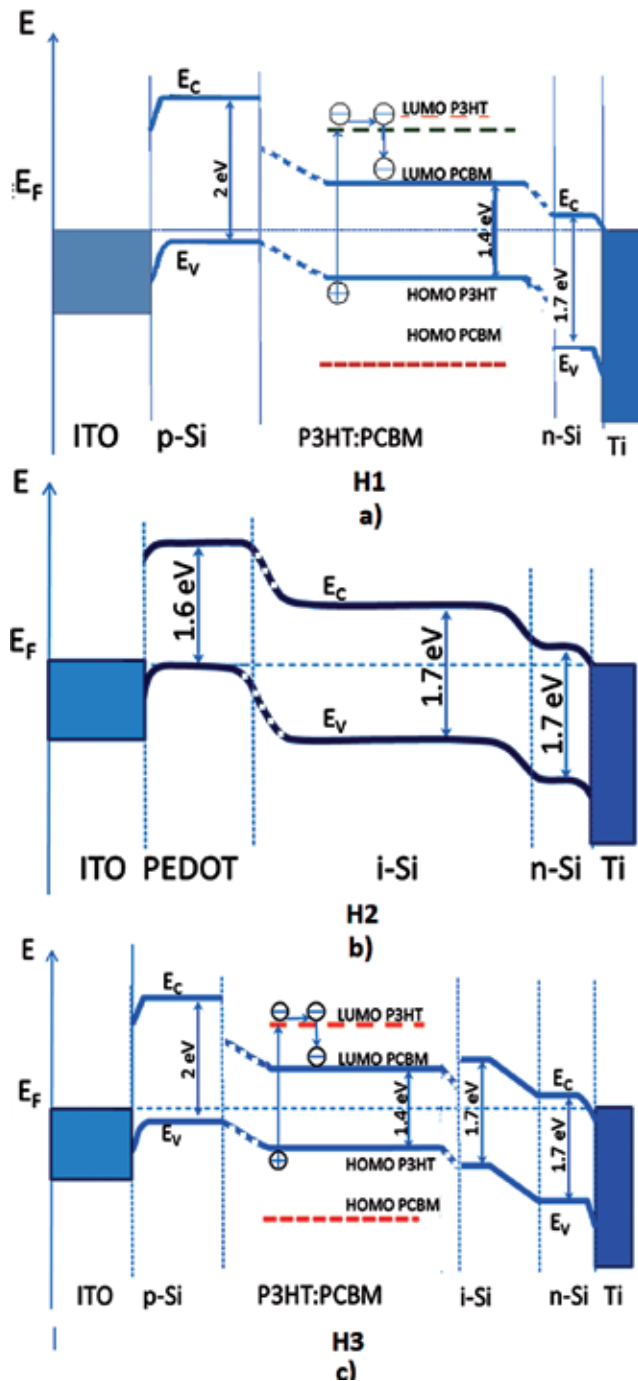 E
E_C
LUMO P3HT
2 eV
E_F
LUMO PCBM
E_C
1.4 eV
E_V
HOMO P3HT
1.7 eV
HOMO PCBM
E_V
ITO p-Si P3HT:PCBM n-Si Ti
H1
a)
E
1.6 eV
E_C
E_F
1.7 eV
1.7 eV
E_V
ITO PEDOT i-Si n-Si Ti
H2
b)
E
E_C
LUMO P3HT
2 eV
LUMO PCBM
E_C
E_F
1.4 eV
1.7 eV
1.7 eV
E_V
HOMO P3HT
HOMO PCBM
E_V
ITO p-Si P3HT:PCBM i-Si n-Si Ti
H3
c)